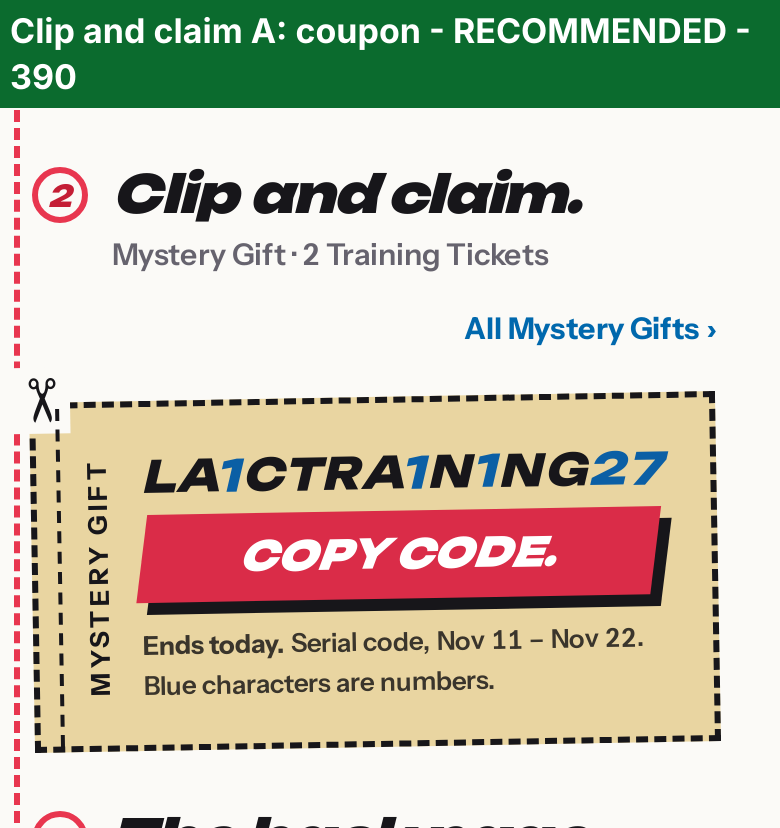 Clip and claim A: coupon - RECOMMENDED -
390
2
Clip and claim.
Mystery Gift · 2 Training Tickets
All Mystery Gifts ›
MYSTERY GIFT
LA1CTRA1N1NG27
COPY CODE.
Ends today. Serial code, Nov 11 – Nov 22.
Blue characters are numbers.